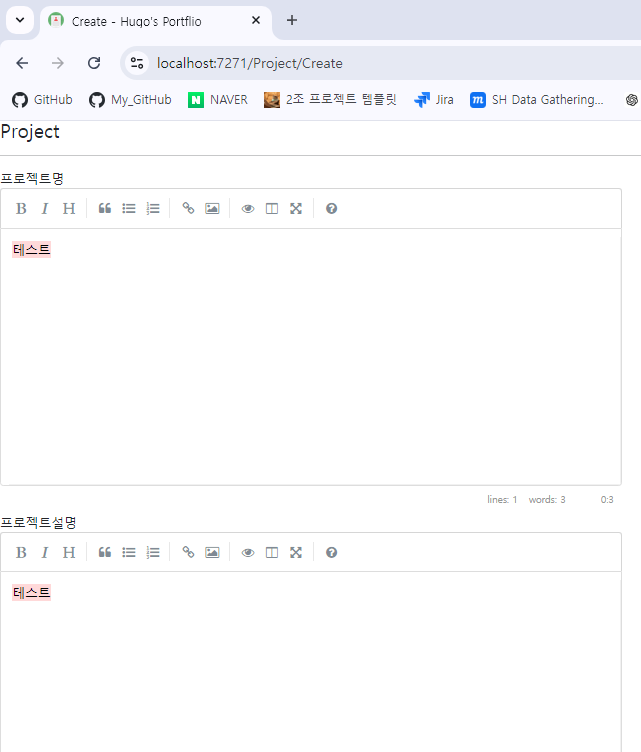 Create - Hugo's Portflio
localhost:7271/Project/Create
GitHub My_GitHub NAVER 2조 프로젝트 템플릿 Jira SH Data Gathering...
Project
프로젝트명
B I H
테스트
lines: 1 words: 3 0:3
프로젝트설명
B I H
테스트